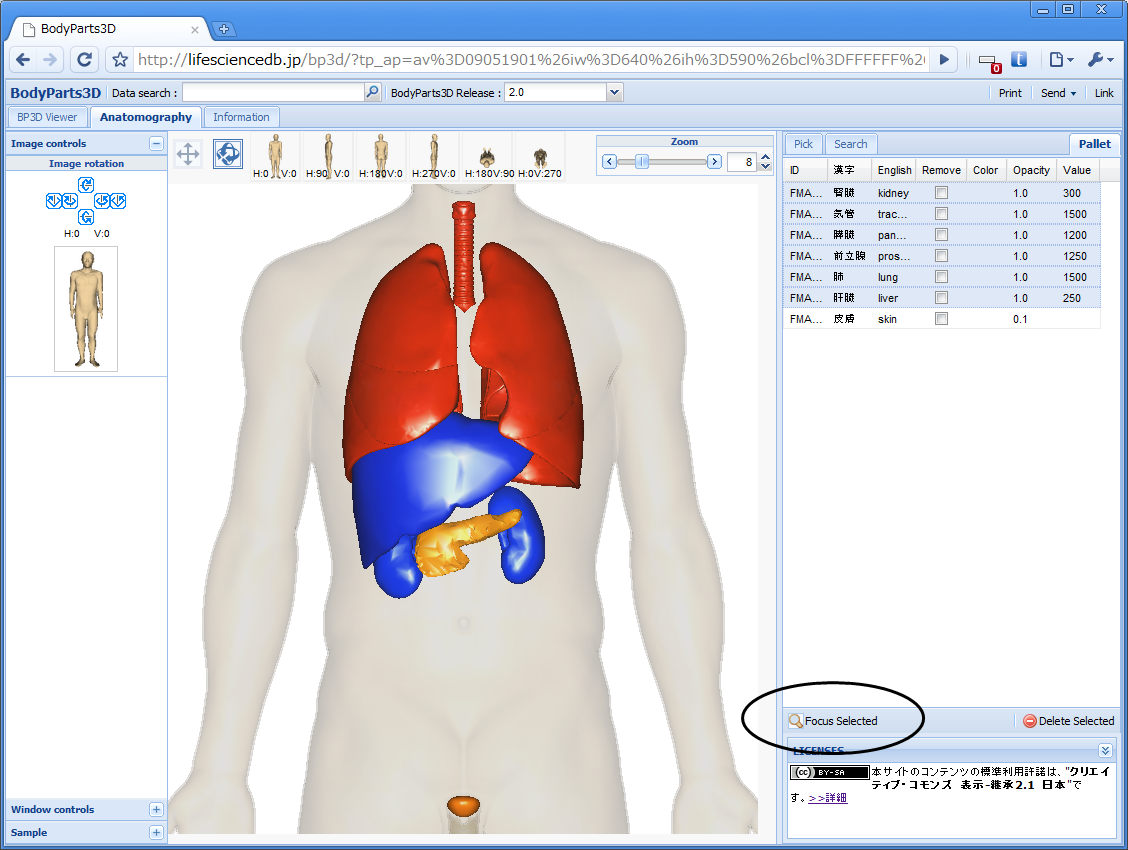 BodyParts3D
http://lifesciencedb.jp/bp3d/?tp_ap=av%3D09051901%26iw%3D640%26ih%3D590%26bcl%3DFFFFFF%2
0
BodyParts3D Data search : BodyParts3D Release : 2.0 Print Send Link
BP3D Viewer Anatomography Information
Image controls
Image rotation
H:0 V:0
Window controls
Sample
H:0 V:0 H:90 V:0 H:180V:0 H:270V:0 H:180V:90 H:0V:270
Zoom
8
Pick Search Pallet
ID 漢字 English Remove Color Opacity Value
FMA... 腎臓 kidney 1.0 300
FMA... 気管 trac... 1.0 1500
FMA... 膵臓 pan... 1.0 1200
FMA... 前立腺 pros... 1.0 1250
FMA... 肺 lung 1.0 1500
FMA... 肝臓 liver 1.0 250
FMA... 皮膚 skin 0.1
Focus Selected Delete Selected
LICENSES
cc BY-SA 本サイトのコンテンツの標準利用許諾は、"クリエイ
ティブ・コモンズ 表示-継承2.1 日本"で
す。>>詳細